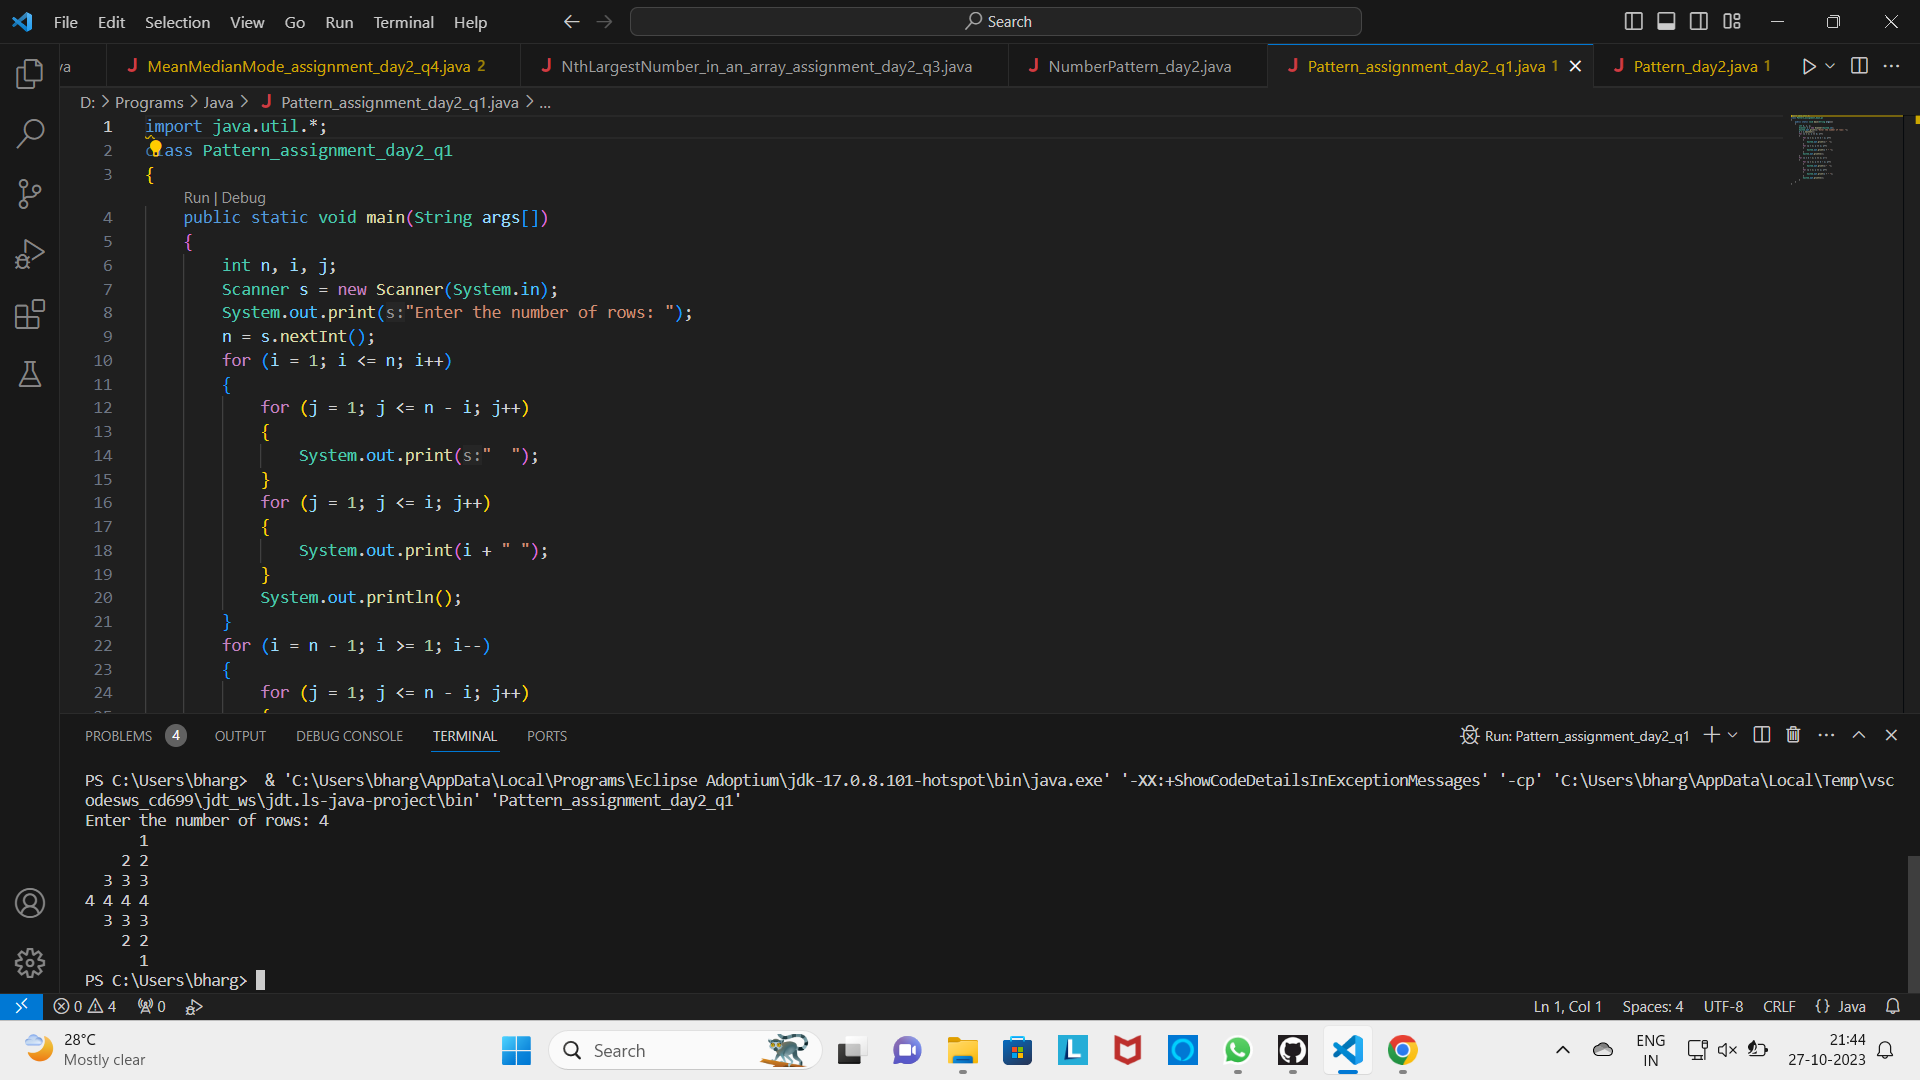 File Edit Selection View Go Run Terminal Help
Search
va
J MeanMedianMode_assignment_day2_q4.java 2
J NthLargestNumber_in_an_array_assignment_day2_q3.java
J NumberPattern_day2.java
J Pattern_assignment_day2_q1.java 1
J Pattern_day2.java 1
D: > Programs > Java > J Pattern_assignment_day2_q1.java > ...
1 import java.util.*;
2 class Pattern_assignment_day2_q1
3 {
Run | Debug
4 public static void main(String args[])
5 {
6 int n, i, j;
7 Scanner s = new Scanner(System.in);
8 System.out.print(s:"Enter the number of rows: ");
9 n = s.nextInt();
10 for (i = 1; i <= n; i++)
11 {
12 for (j = 1; j <= n - i; j++)
13 {
14 System.out.print(s:"  ");
15 }
16 for (j = 1; j <= i; j++)
17 {
18 System.out.print(i + " ");
19 }
20 System.out.println();
21 }
22 for (i = n - 1; i >= 1; i--)
23 {
24 for (j = 1; j <= n - i; j++)
PROBLEMS 4 OUTPUT DEBUG CONSOLE TERMINAL PORTS
Run: Pattern_assignment_day2_q1
PS C:\Users\bharg>  & 'C:\Users\bharg\AppData\Local\Programs\Eclipse Adoptium\jdk-17.0.8.101-hotspot\bin\java.exe' '-XX:+ShowCodeDetailsInExceptionMessages' '-cp' 'C:\Users\bharg\AppData\Local\Temp\vsc
odesws_cd699\jdt_ws\jdt.ls-java-project\bin' 'Pattern_assignment_day2_q1'
Enter the number of rows: 4
1
2 2
3 3 3
4 4 4 4
3 3 3
2 2
1
PS C:\Users\bharg>
0 4 0
Ln 1, Col 1 Spaces: 4 UTF-8 CRLF {} Java
28°C
Mostly clear
Search
L
ENG
IN
21:44
27-10-2023